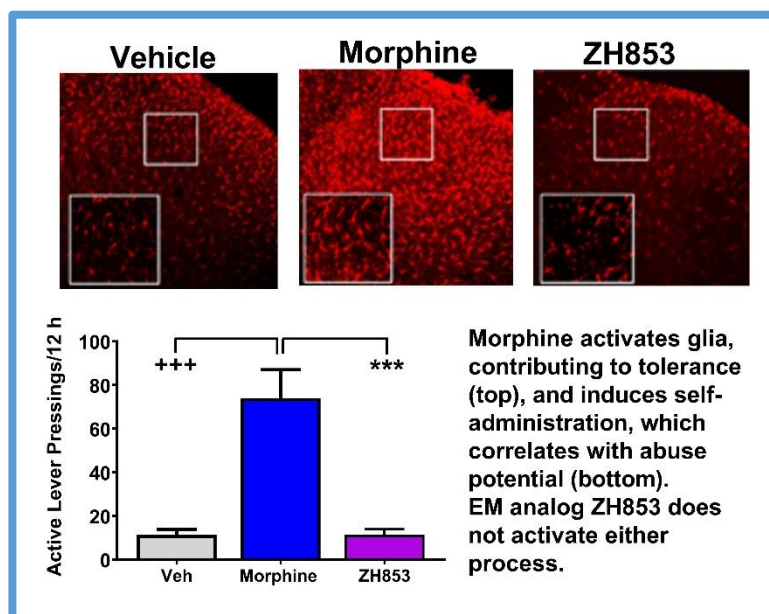 Vehicle
Morphine
ZH853
Active Lever Pressings/12 h
100
80
60
40
20
0
+++
***
Veh
Morphine
ZH853
Morphine activates glia,
contributing to tolerance
(top), and induces self-
administration, which
correlates with abuse
potential (bottom).
EM analog ZH853 does
not activate either
process.